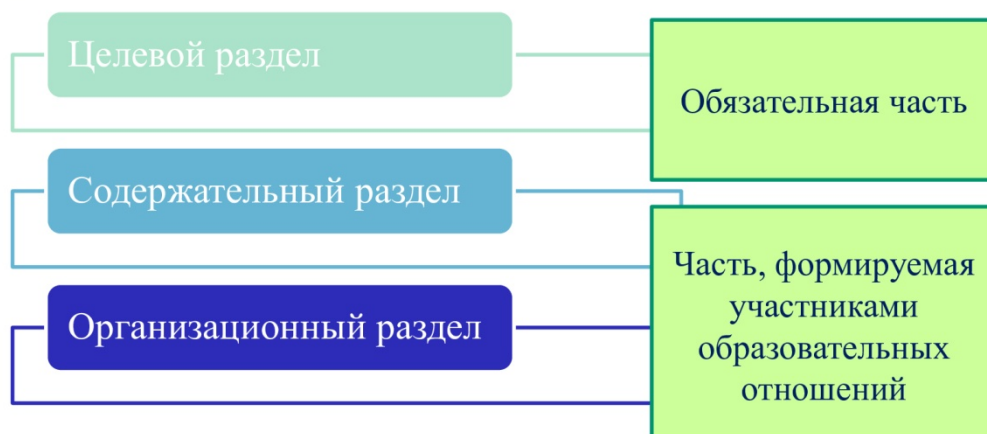 Целевой раздел
Обязательная часть
Содержательный раздел
Часть, формируемая
участниками
образовательных
отношений
Организационный раздел